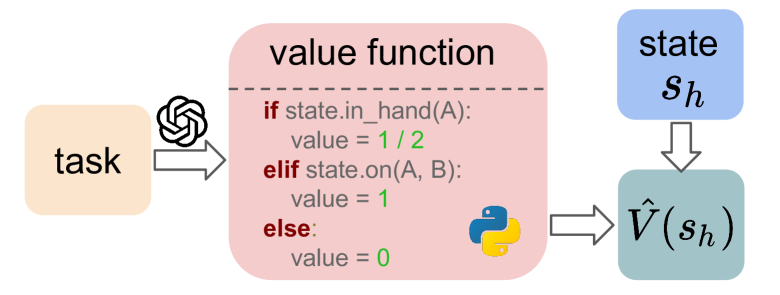 task
value function
if state.in_hand(A):
value = 1 / 2
elif state.on(A, B):
value = 1
else:
value = 0
state
s_h
V̂(s_h)